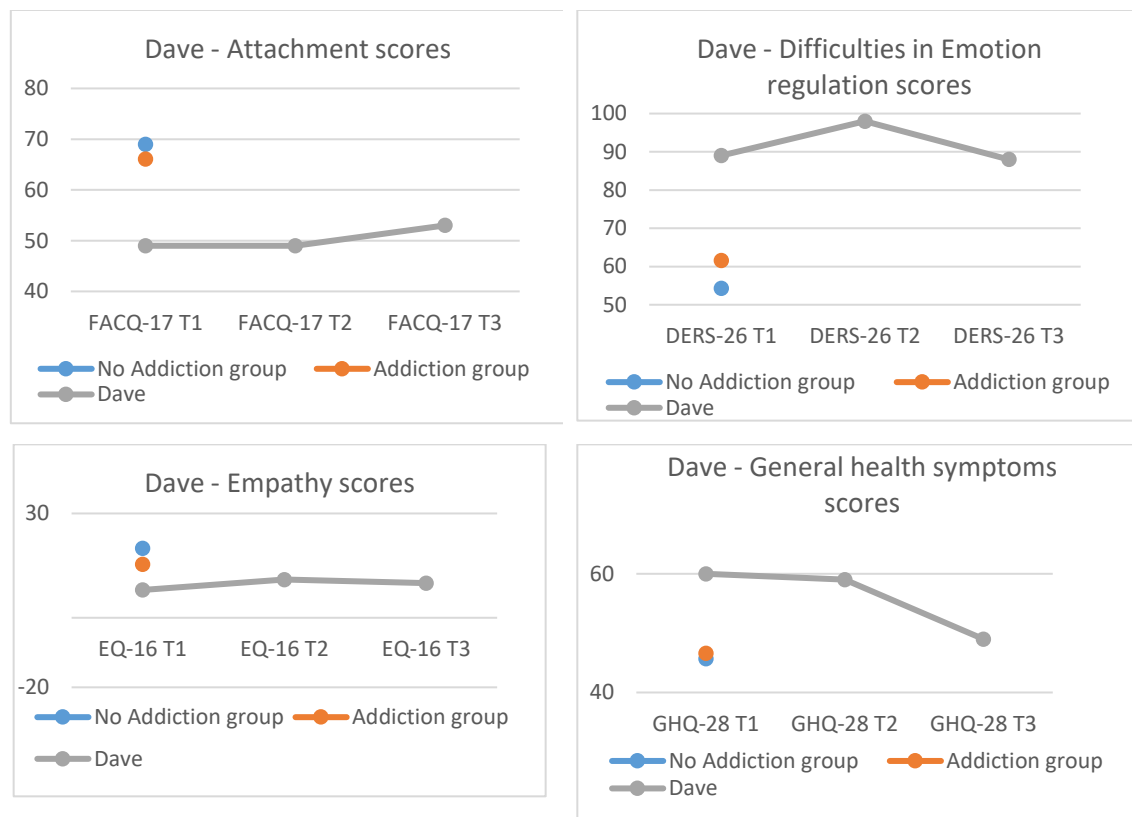 Dave - Attachment scores
80
70
60
50
40
FACQ-17 T1
FACQ-17 T2
FACQ-17 T3
No Addiction group
Addiction group
Dave
Dave - Difficulties in Emotion
regulation scores
100
90
80
70
60
50
DERS-26 T1
DERS-26 T2
DERS-26 T3
No Addiction group
Addiction group
Dave
Dave - Empathy scores
30
-20
EQ-16 T1
EQ-16 T2
EQ-16 T3
No Addiction group
Addiction group
Dave
Dave - General health symptoms
scores
60
40
GHQ-28 T1
GHQ-28 T2
GHQ-28 T3
No Addiction group
Addiction group
Dave